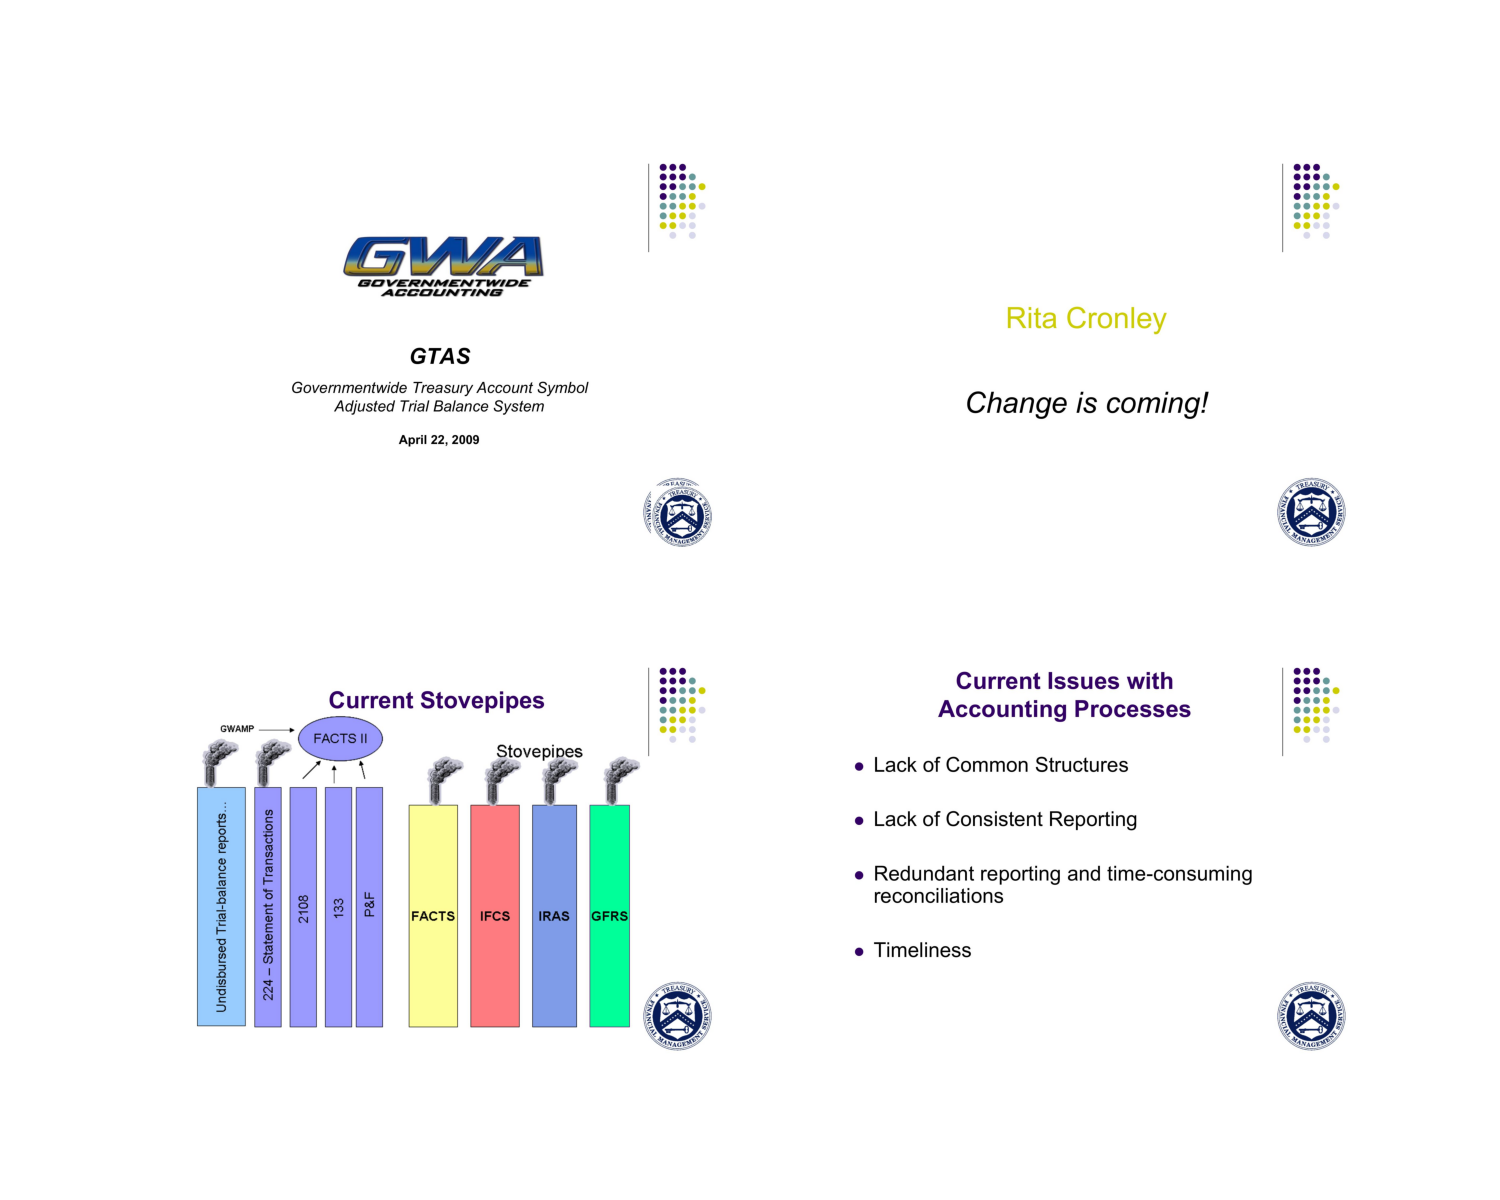 GWA
GOVERNMENTWIDE
ACCOUNTING
GTAS
Governmentwide Treasury Account Symbol
Adjusted Trial Balance System
April 22, 2009
TREASURY
FINANCIAL MANAGEMENT SERVICE
Rita Cronley
Change is coming!
TREASURY
FINANCIAL MANAGEMENT SERVICE
Current Stovepipes
GWAMP
FACTS II
Stovepipes
Undisbursed Trial-balance reports...
224 – Statement of Transactions
2108
133
P&F
FACTS
IFCS
IRAS
GFRS
TREASURY
FINANCIAL MANAGEMENT SERVICE
Current Issues with
Accounting Processes
● Lack of Common Structures
● Lack of Consistent Reporting
● Redundant reporting and time-consuming
reconciliations
● Timeliness
TREASURY
FINANCIAL MANAGEMENT SERVICE